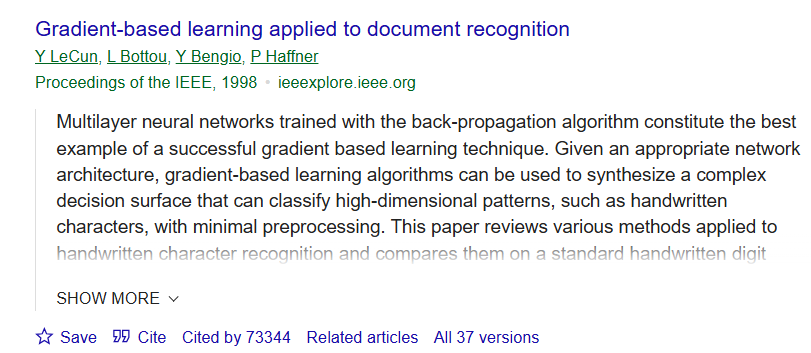 Gradient-based learning applied to document recognition
Y LeCun, L Bottou, Y Bengio, P Haffner
Proceedings of the IEEE, 1998 • ieeexplore.ieee.org
Multilayer neural networks trained with the back-propagation algorithm constitute the best
example of a successful gradient based learning technique. Given an appropriate network
architecture, gradient-based learning algorithms can be used to synthesize a complex
decision surface that can classify high-dimensional patterns, such as handwritten
characters, with minimal preprocessing. This paper reviews various methods applied to
handwritten character recognition and compares them on a standard handwritten digit
SHOW MORE
Save Cite Cited by 73344 Related articles All 37 versions